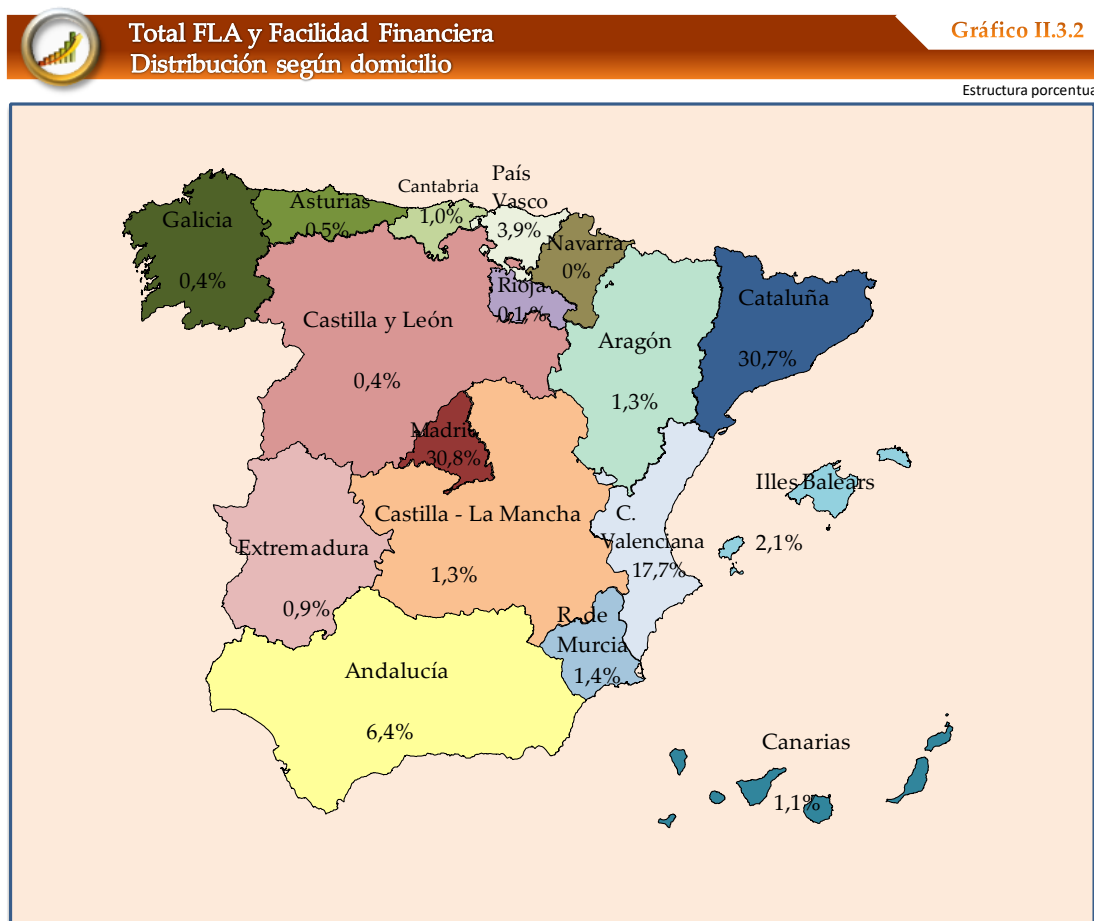 Total FLA y Facilidad Financiera
Distribución según domicilio
Gráfico II.3.2
Estructura porcentua
País
Vasco
3,9%
Cantabria
1,0%
Asturias
0,5%
Galicia
0,4%
Navarra
0%
Rioja
0,1,%
Cataluña
30,7%
Castilla y León
0,4%
Aragón
1,3%
Madrid
30,8%
Illes Balears
2,1%
Castilla - La Mancha
1,3%
C.
Valenciana
17,7%
Extremadura
0,9%
R. de
Murcia
1,4%
Andalucía
6,4%
Canarias
1,1%